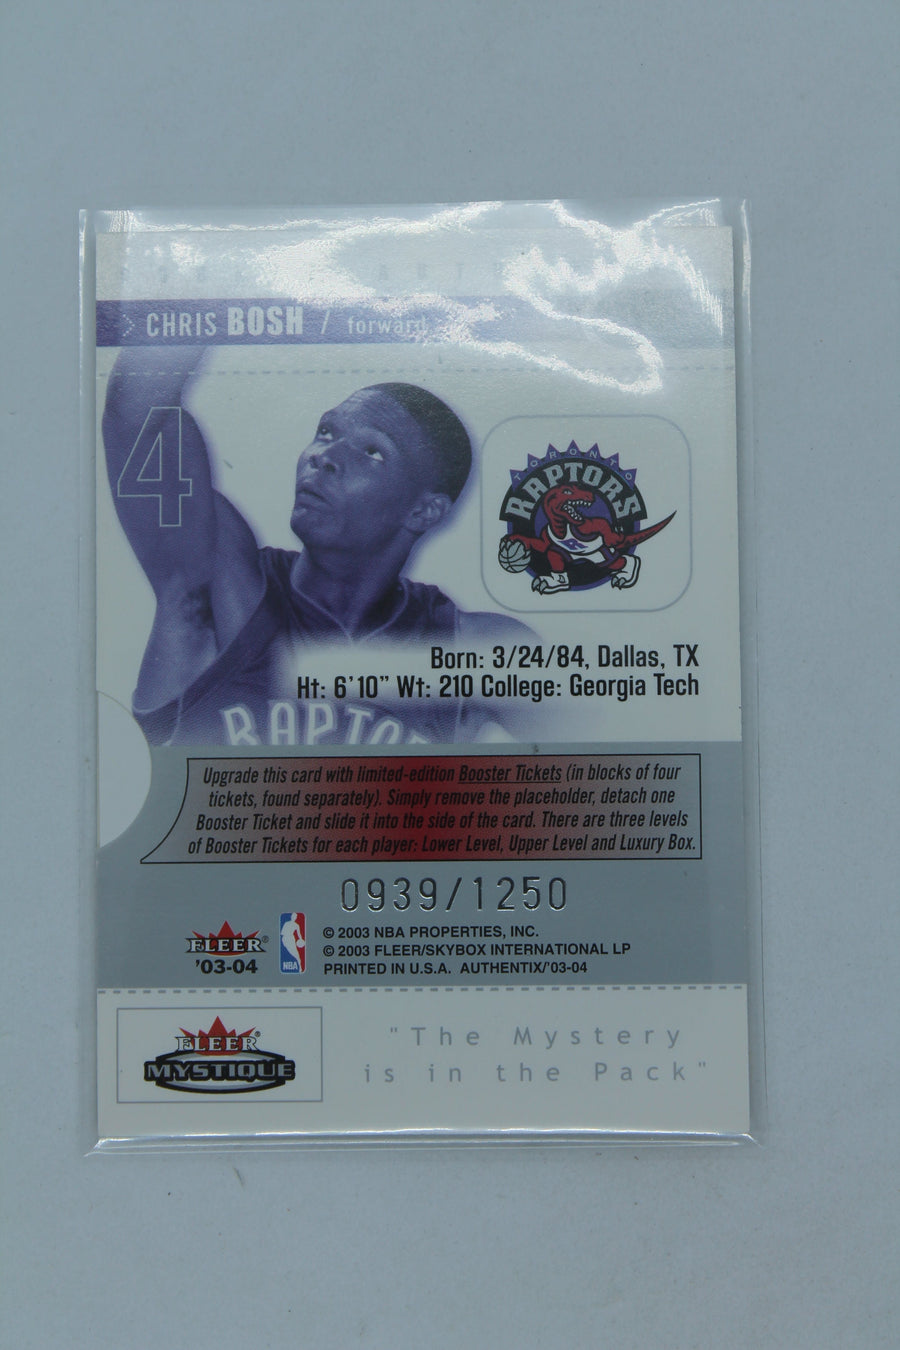 CHRIS BOSH / forward
4
TORONTO
RAPTORS
Born: 3/24/84, Dallas, TX
Ht: 6'10" Wt: 210 College: Georgia Tech
RAPTO
Upgrade this card with limited-edition Booster Tickets (in blocks of four
tickets, found separately). Simply remove the placeholder, detach one
Booster Ticket and slide it into the side of the card. There are three levels
of Booster Tickets for each player: Lower Level, Upper Level and Luxury Box.
0939/1250
FLEER®
'03-04
NBA
© 2003 NBA PROPERTIES, INC.
© 2003 FLEER/SKYBOX INTERNATIONAL LP
PRINTED IN U.S.A. AUTHENTIX/'03-04
FLEER®
MYSTIQUE
"The Mystery
is in the Pack"